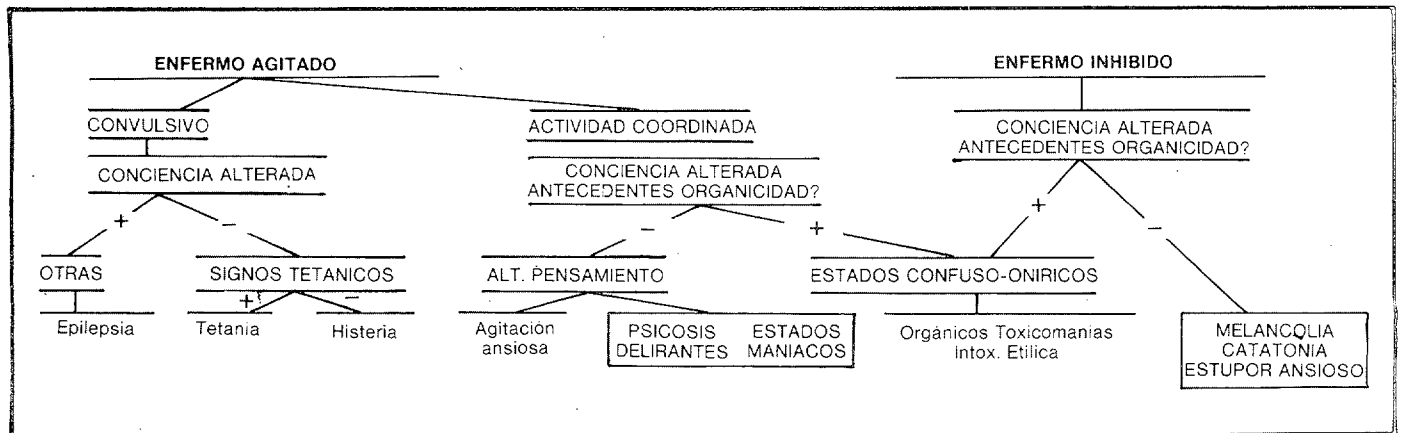 ENFERMO AGITADO
ENFERMO INHIBIDO
CONVULSIVO
ACTIVIDAD COORDINADA
CONCIENCIA ALTERADA
ANTECEDENTES ORGANICIDAD?
CONCIENCIA ALTERADA
CONCIENCIA ALTERADA
ANTECEDENTES ORGANICIDAD?
+
-
-
+
+
-
OTRAS
SIGNOS TETANICOS
ALT. PENSAMIENTO
ESTADOS CONFUSO-ONIRICOS
+
-
Epilepsia
Tetania
Histeria
Agitación
ansiosa
PSICOSIS ESTADOS
DELIRANTES MANIACOS
Orgánicos Toxicomanias
Intox. Etilica
MELANCOLIA
CATATONIA
ESTUPOR ANSIOSO